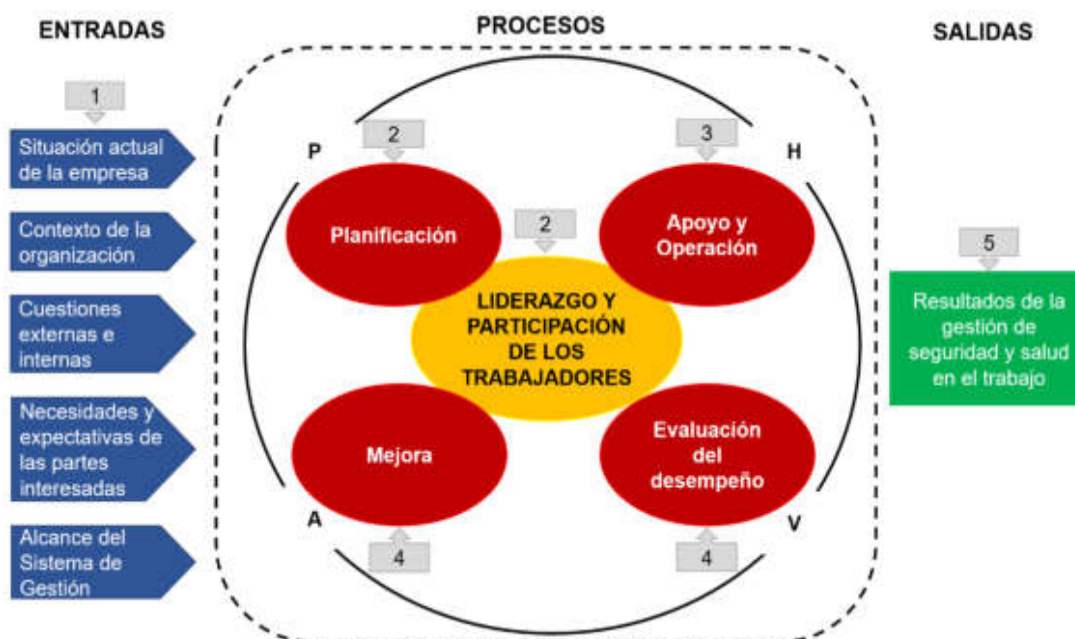 ENTRADAS
PROCESOS
SALIDAS
1
Situación actual
de la empresa
Contexto de la
organización
Cuestiones
externas e
internas
Necesidades y
expectativas de
las partes
interesadas
Alcance del
Sistema de
Gestión
P
2
Planificación
3
H
Apoyo y
Operación
2
LIDERAZGO Y
PARTICIPACIÓN
DE LOS
TRABAJADORES
Mejora
A
4
Evaluación
del
desempeño
V
4
5
Resultados de la
gestión de
seguridad y salud
en el trabajo